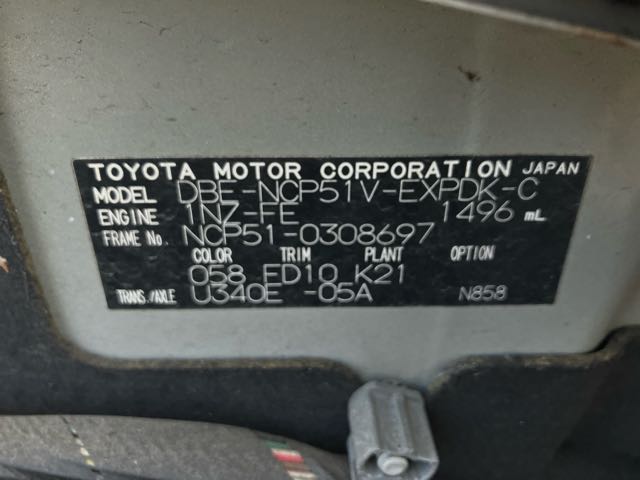 TOYOTA MOTOR CORPORATION JAPAN
MODEL DBE-NCP51V-EXPDK-C
ENGINE 1NZ-FE 1496 mL
FRAME No. NCP51-0308697
COLOR TRIM PLANT OPTION
058 FD10 K21
TRANS./AXLE U340E -05A N858